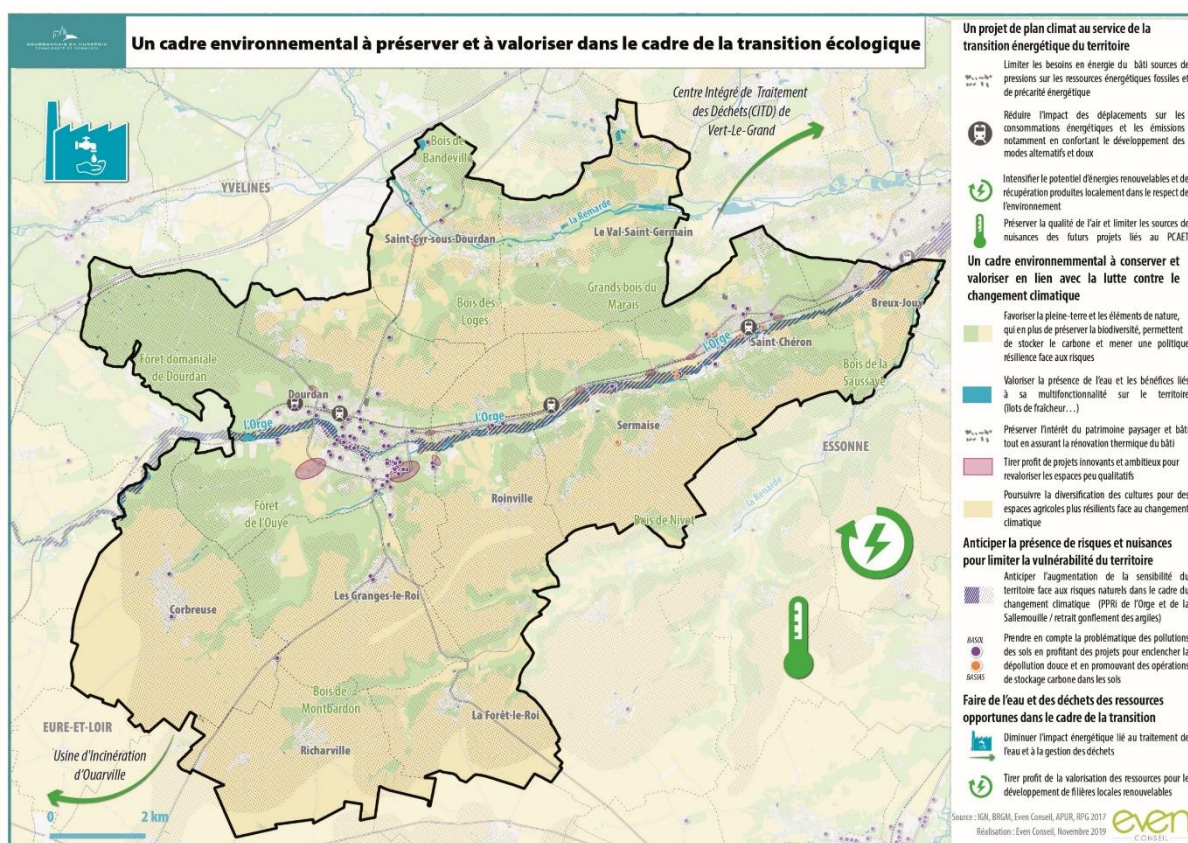 Un cadre environnemental à préserver et à valoriser dans le cadre de la transition écologique
Centre Intégré de Traitement
des Déchets(CITD) de
Vert-Le-Grand
Bois de
Bandeville
YVELINES
la Rémarde
Saint-Cyr-sous-Dourdan
Le Val-Saint-Germain
Grands bois du
Marais
Bois des
Loges
Breux-Jouy
l'Orge
Saint-Chéron
Forêt domaniale
de Dourdan
Bois de la
Saussaye
Dourdan
l'Orge
l'Orge
Sermaise
ESSONNE
la Renarde
Roinville
Forêt
de l'Ouye
Bois de Nivot
Les Granges-le-Roi
Corbreuse
Bois de
Montbardon
La Forêt-le-Roi
EURE-ET-LOIR
Richarville
Usine d'Incinération
d'Ouarville
0 2 km
Un projet de plan climat au service de la
transition énergétique du territoire
Limiter les besoins en énergie du bâti sources de
pressions sur les ressources énergétiques fossiles et
de précarité énergétique
Réduire l'impact des déplacements sur les
consommations énergétiques et les émissions
notamment en confortant le développement des
modes alternatifs et doux
Intensifier le potentiel d'énergies renouvelables et de
récupération produites localement dans le respect de
l'environnement
Préserver la qualité de l'air et limiter les sources de
nuisances des futurs projets liés au PCAET
Un cadre environnemmental à conserver et
valoriser en lien avec la lutte contre le
changement climatique
Favoriser la pleine-terre et les éléments de nature,
qui en plus de préserver la biodiversité, permettent
de stocker le carbone et mener une politique
résilience face aux risques
Valoriser la présence de l'eau et les bénéfices liés
à sa multifonctionnalité sur le territoire
(îlots de fraîcheur…)
Préserver l'intérêt du patrimoine paysager et bâti
tout en assurant la rénovation thermique du bâti
Tirer profit de projets innovants et ambitieux pour
revaloriser les espaces peu qualitatifs
Poursuivre la diversification des cultures pour des
espaces agricoles plus résilients face au changement
climatique
Anticiper la présence de risques et nuisances
pour limiter la vulnérabilité du territoire
Anticiper l'augmentation de la sensibilité du
territoire face aux risques naturels dans le cadre du
changement climatique (PPRi de l'Orge et de la
Sallemouille / retrait gonflement des argiles)
BASOL
BASIAS
Prendre en compte la problématique des pollutions
des sols en profitant des projets pour enclencher la
dépollution douce et en promouvant des opérations
de stockage carbone dans les sols
Faire de l'eau et des déchets des ressources
opportunes dans le cadre de la transition
Diminuer l'impact énergétique lié au traitement de
l'eau et à la gestion des déchets
Tirer profit de la valorisation des ressources pour le
développement de filières locales renouvelables
Source : IGN, BRGM, Even Conseil, APUR, RPG 2017
Réalisation : Even Conseil, Novembre 2019
even
CONSEIL